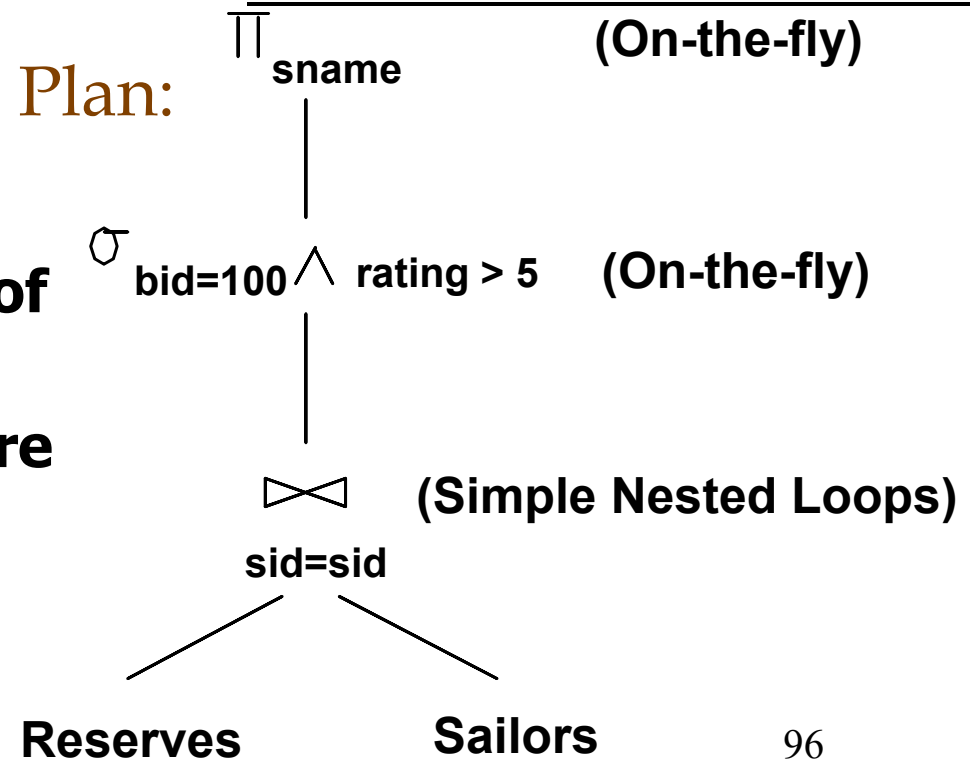 π sname (On-the-fly)
Plan:
of σ bid=100 ∧ rating > 5 (On-the-fly)
re
⋈ (Simple Nested Loops)
sid=sid
Reserves Sailors 96